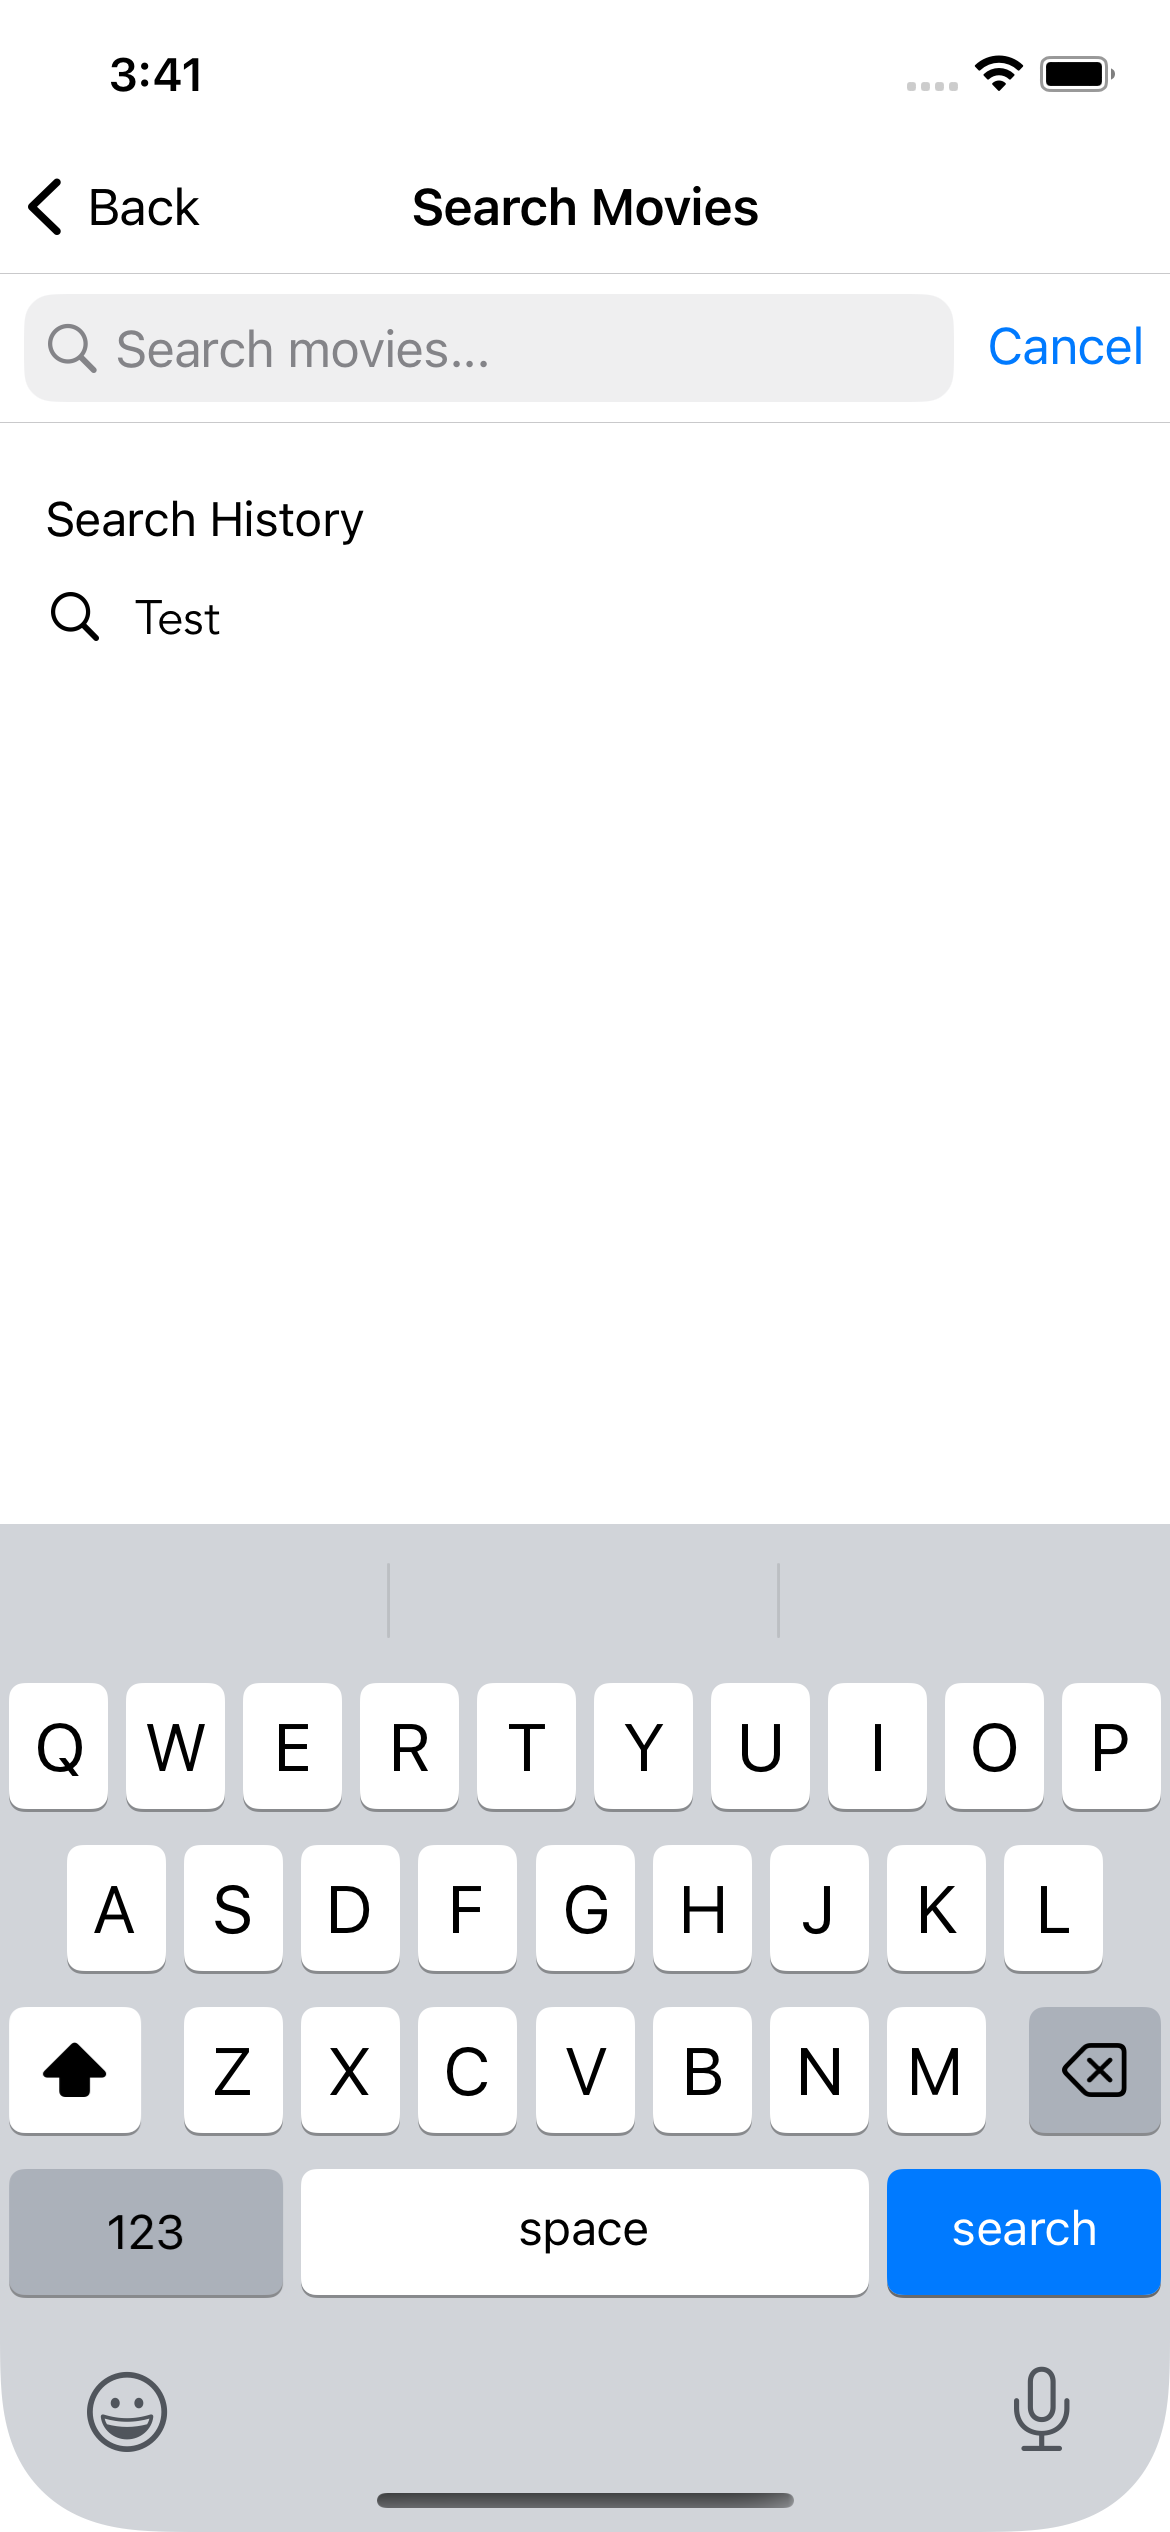 3:41
Back
Search Movies
Search movies...
Cancel
Search History
Test
Q W E R T Y U I O P
A S D F G H J K L
Z X C V B N M
123
space
search